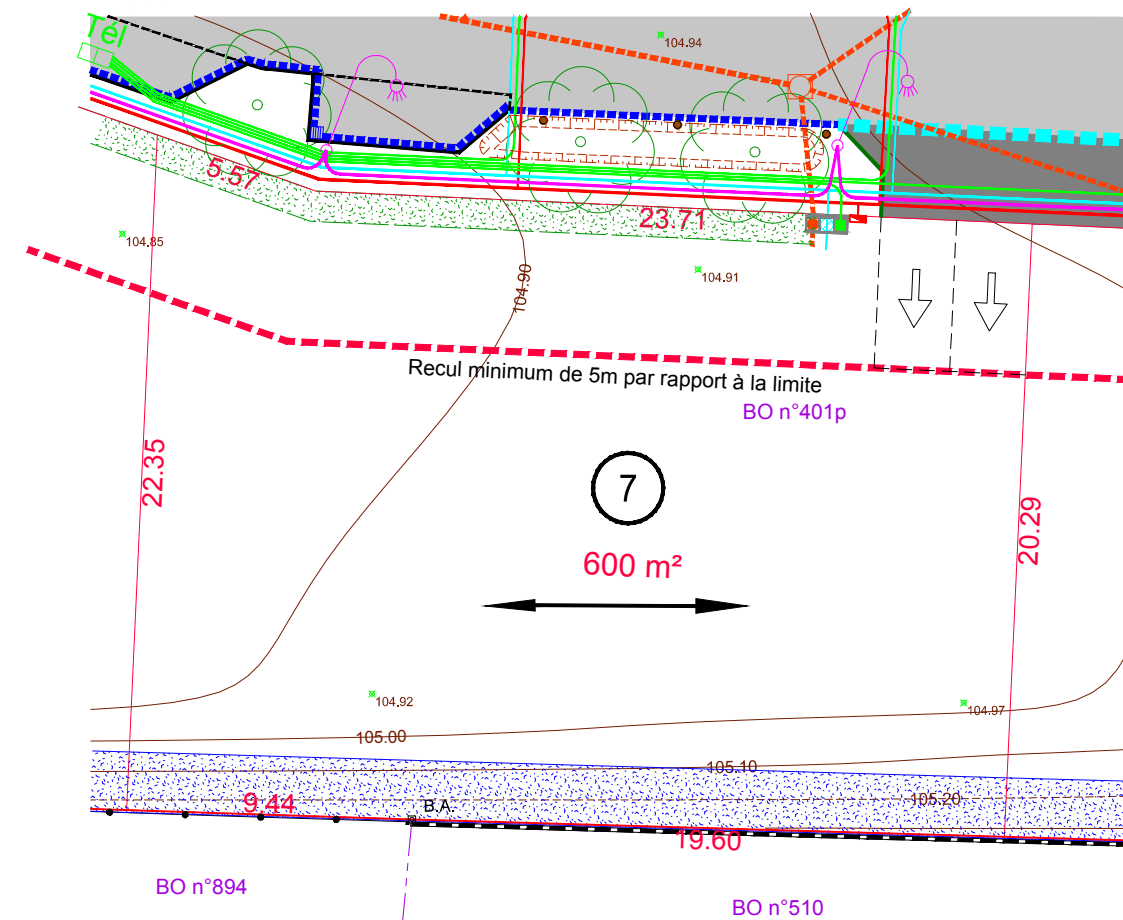 Tél
104.94
5.57
23.71
104.85
104.91
104.90
Recul minimum de 5m par rapport à la limite
BO n°401p
22.35
7
20.29
600 m²
104.92
104.97
105.00
105.10
105.20
9.44
B.A.
19.60
BO n°894
BO n°510